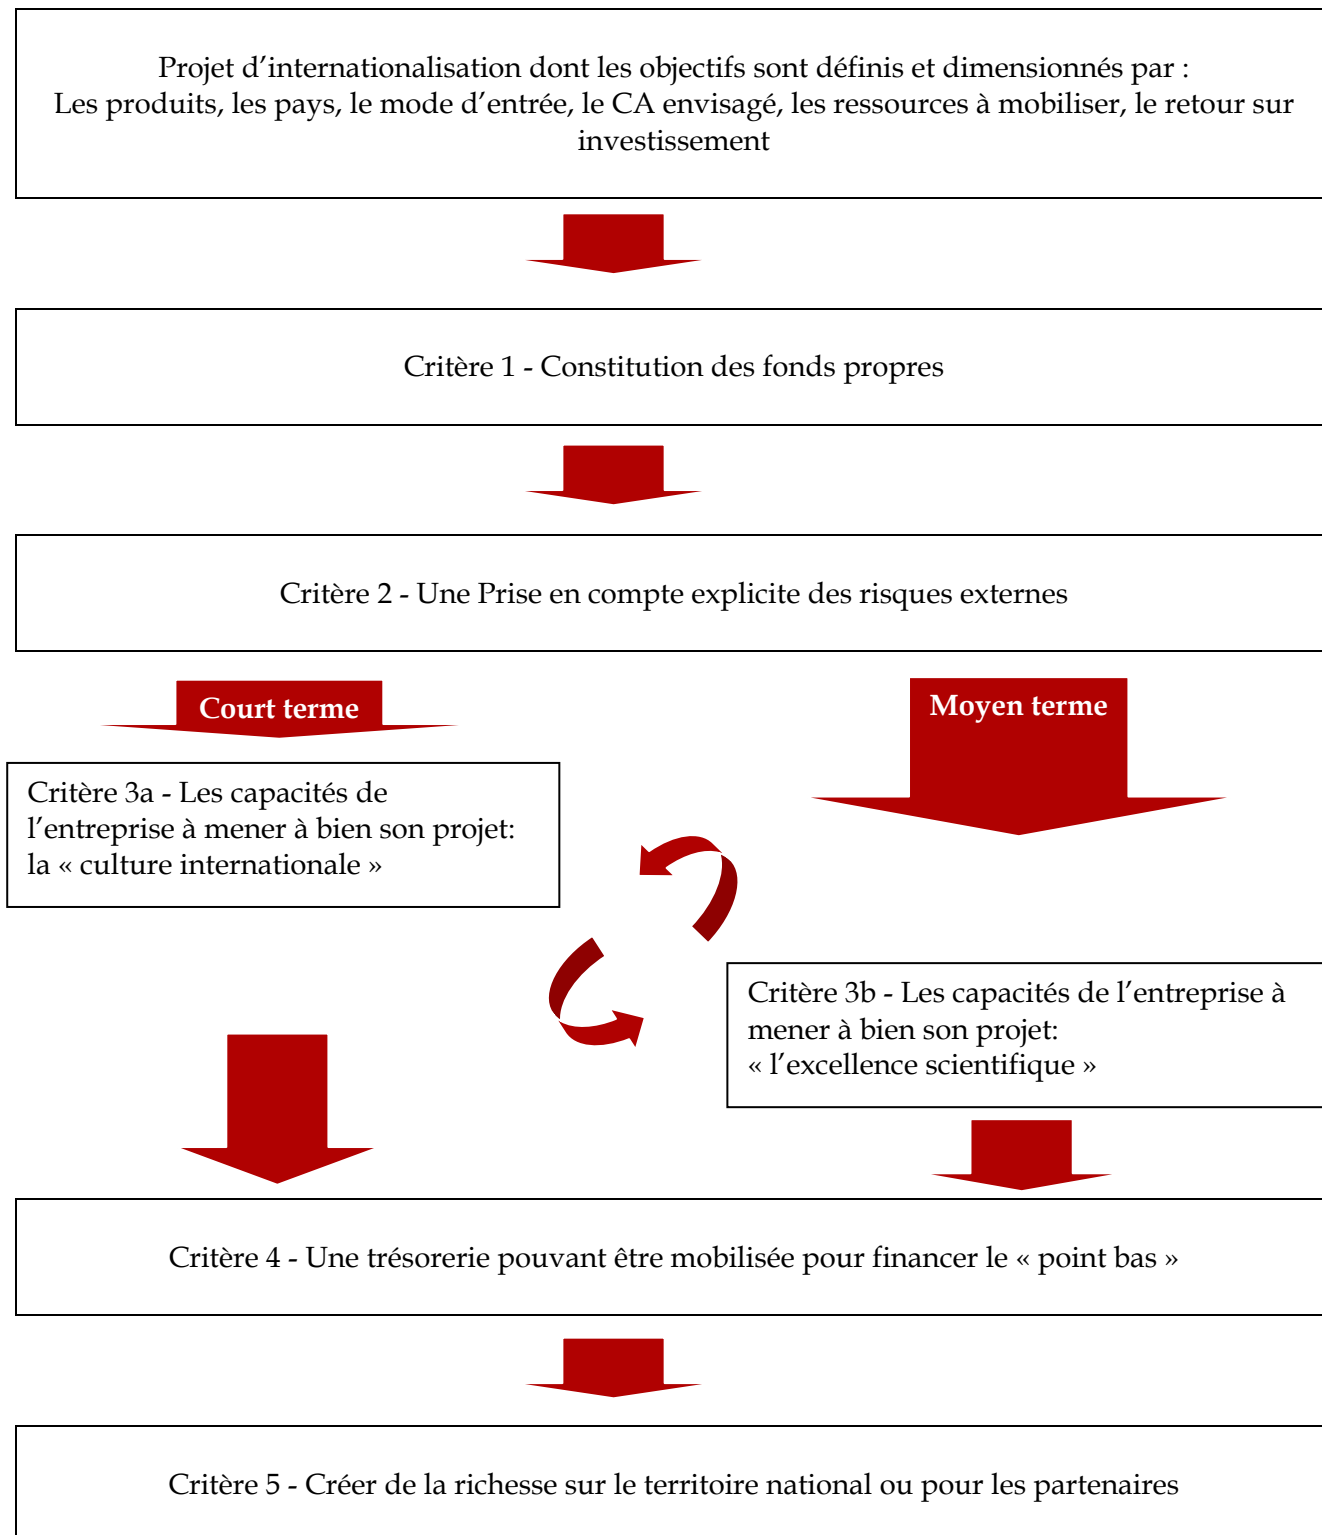 Projet d’internationalisation dont les objectifs sont définis et dimensionnés par :
Les produits, les pays, le mode d’entrée, le CA envisagé, les ressources à mobiliser, le retour sur
investissement
Critère 1 - Constitution des fonds propres
Critère 2 - Une Prise en compte explicite des risques externes
Court terme
Moyen terme
Critère 3a - Les capacités de
l’entreprise à mener à bien son projet:
la « culture internationale »
Critère 3b - Les capacités de l’entreprise à
mener à bien son projet:
« l’excellence scientifique »
Critère 4 - Une trésorerie pouvant être mobilisée pour financer le « point bas »
Critère 5 - Créer de la richesse sur le territoire national ou pour les partenaires